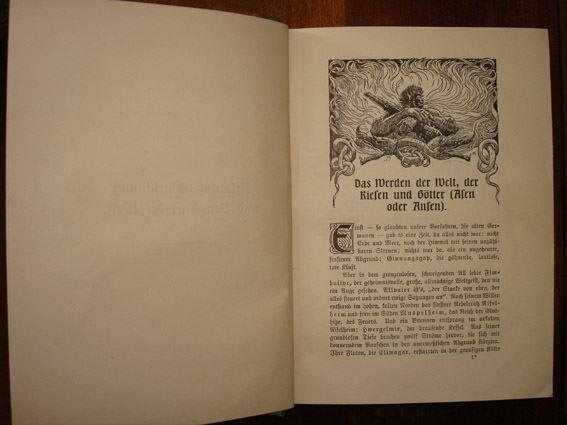 Das Werden der Welt, der
Riesen und Götter (Asen
oder Ansen).
Einst — so glaubten unsere Vorfahren, die alten Ger-
manen — gab es eine Zeit, da alles nicht war: nicht
Erde und Meer, noch der Himmel mit seinen unzähl-
baren Sternen; nichts war da, als ein ungeheurer,
finsterer Abgrund: Ginnungagap, die gähnende, lautlose,
tote Kluft.
Aber in dem grenzenlosen, schweigenden All lebte Fim-
bultyr, der geheimnisvolle, große, allmächtige Weltgeist, den nie
ein Auge gesehen. Allvater ist's, „der Starke von oben, der
alles steuert und ordnet ewige Satzungen an". Nach seinem Willen
entstand im hohen, kalten Norden das finstere Nebelreich Nifel-
heim und fern im Süden Muspelheim, das Reich der Glut-
hitze, des Feuers. Und ein Brunnen entsprang im urkalten
Nifelheim: Hwergelmir, der brausende Kessel. Aus seiner
grundlosen Tiefe brachen zwölf Ströme hervor, die sich mit
donnerndem Rauschen in den unermeßlichen Abgrund stürzten.
Ihre Fluten, die Eliwagar, erstarrten in der grausigen Kälte
1*